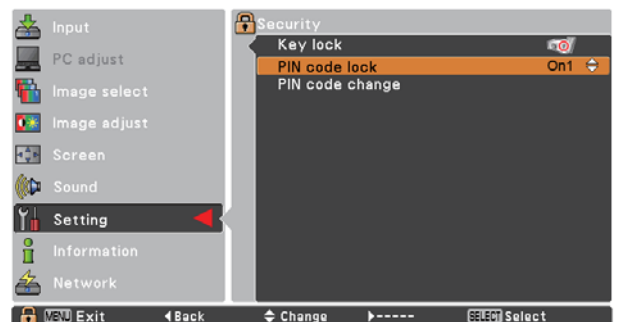 Input
PC adjust
Image select
Image adjust
Screen
Sound
Setting
Information
Network
Security
Key lock
PIN code lock On1
PIN code change
MENU Exit Back Change ----- SELECT Select